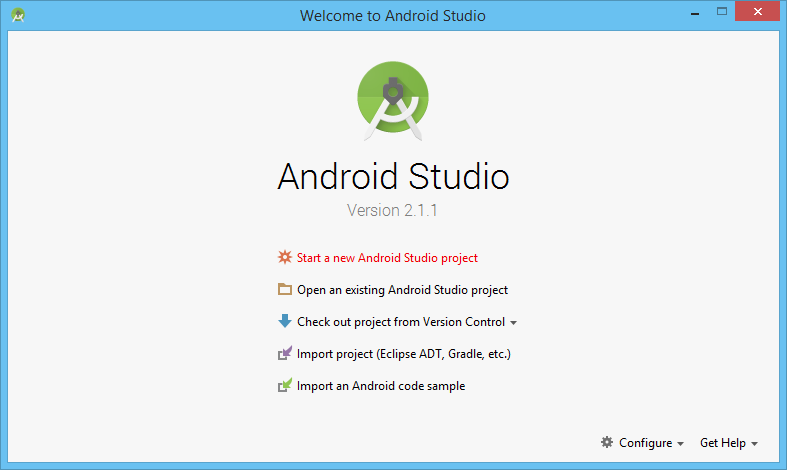 Welcome to Android Studio
Android Studio
Version 2.1.1
Start a new Android Studio project
Open an existing Android Studio project
Check out project from Version Control
Import project (Eclipse ADT, Gradle, etc.)
Import an Android code sample
Configure Get Help